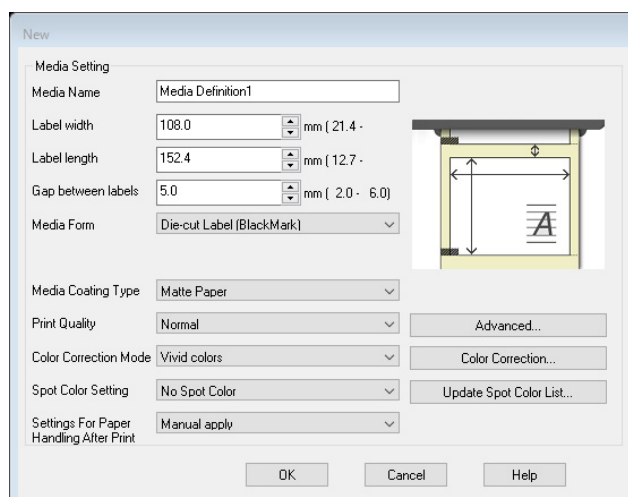 New
Media Setting
Media Name Media Definition1
Label width 108.0 mm ( 21.4 -
Label length 152.4 mm ( 12.7 -
Gap between labels 5.0 mm ( 2.0 - 6.0)
Media Form Die-cut Label (BlackMark)
A
Media Coating Type Matte Paper
Print Quality Normal Advanced...
Color Correction Mode Vivid colors Color Correction...
Spot Color Setting No Spot Color Update Spot Color List...
Settings For Paper Manual apply
Handling After Print
OK Cancel Help